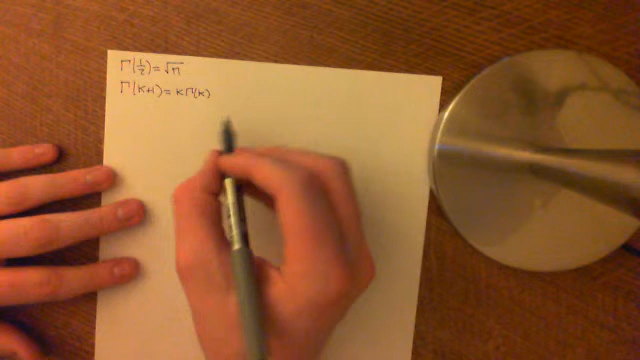 Γ(1/2) = √π
Γ(k+1) = kΓ(k)